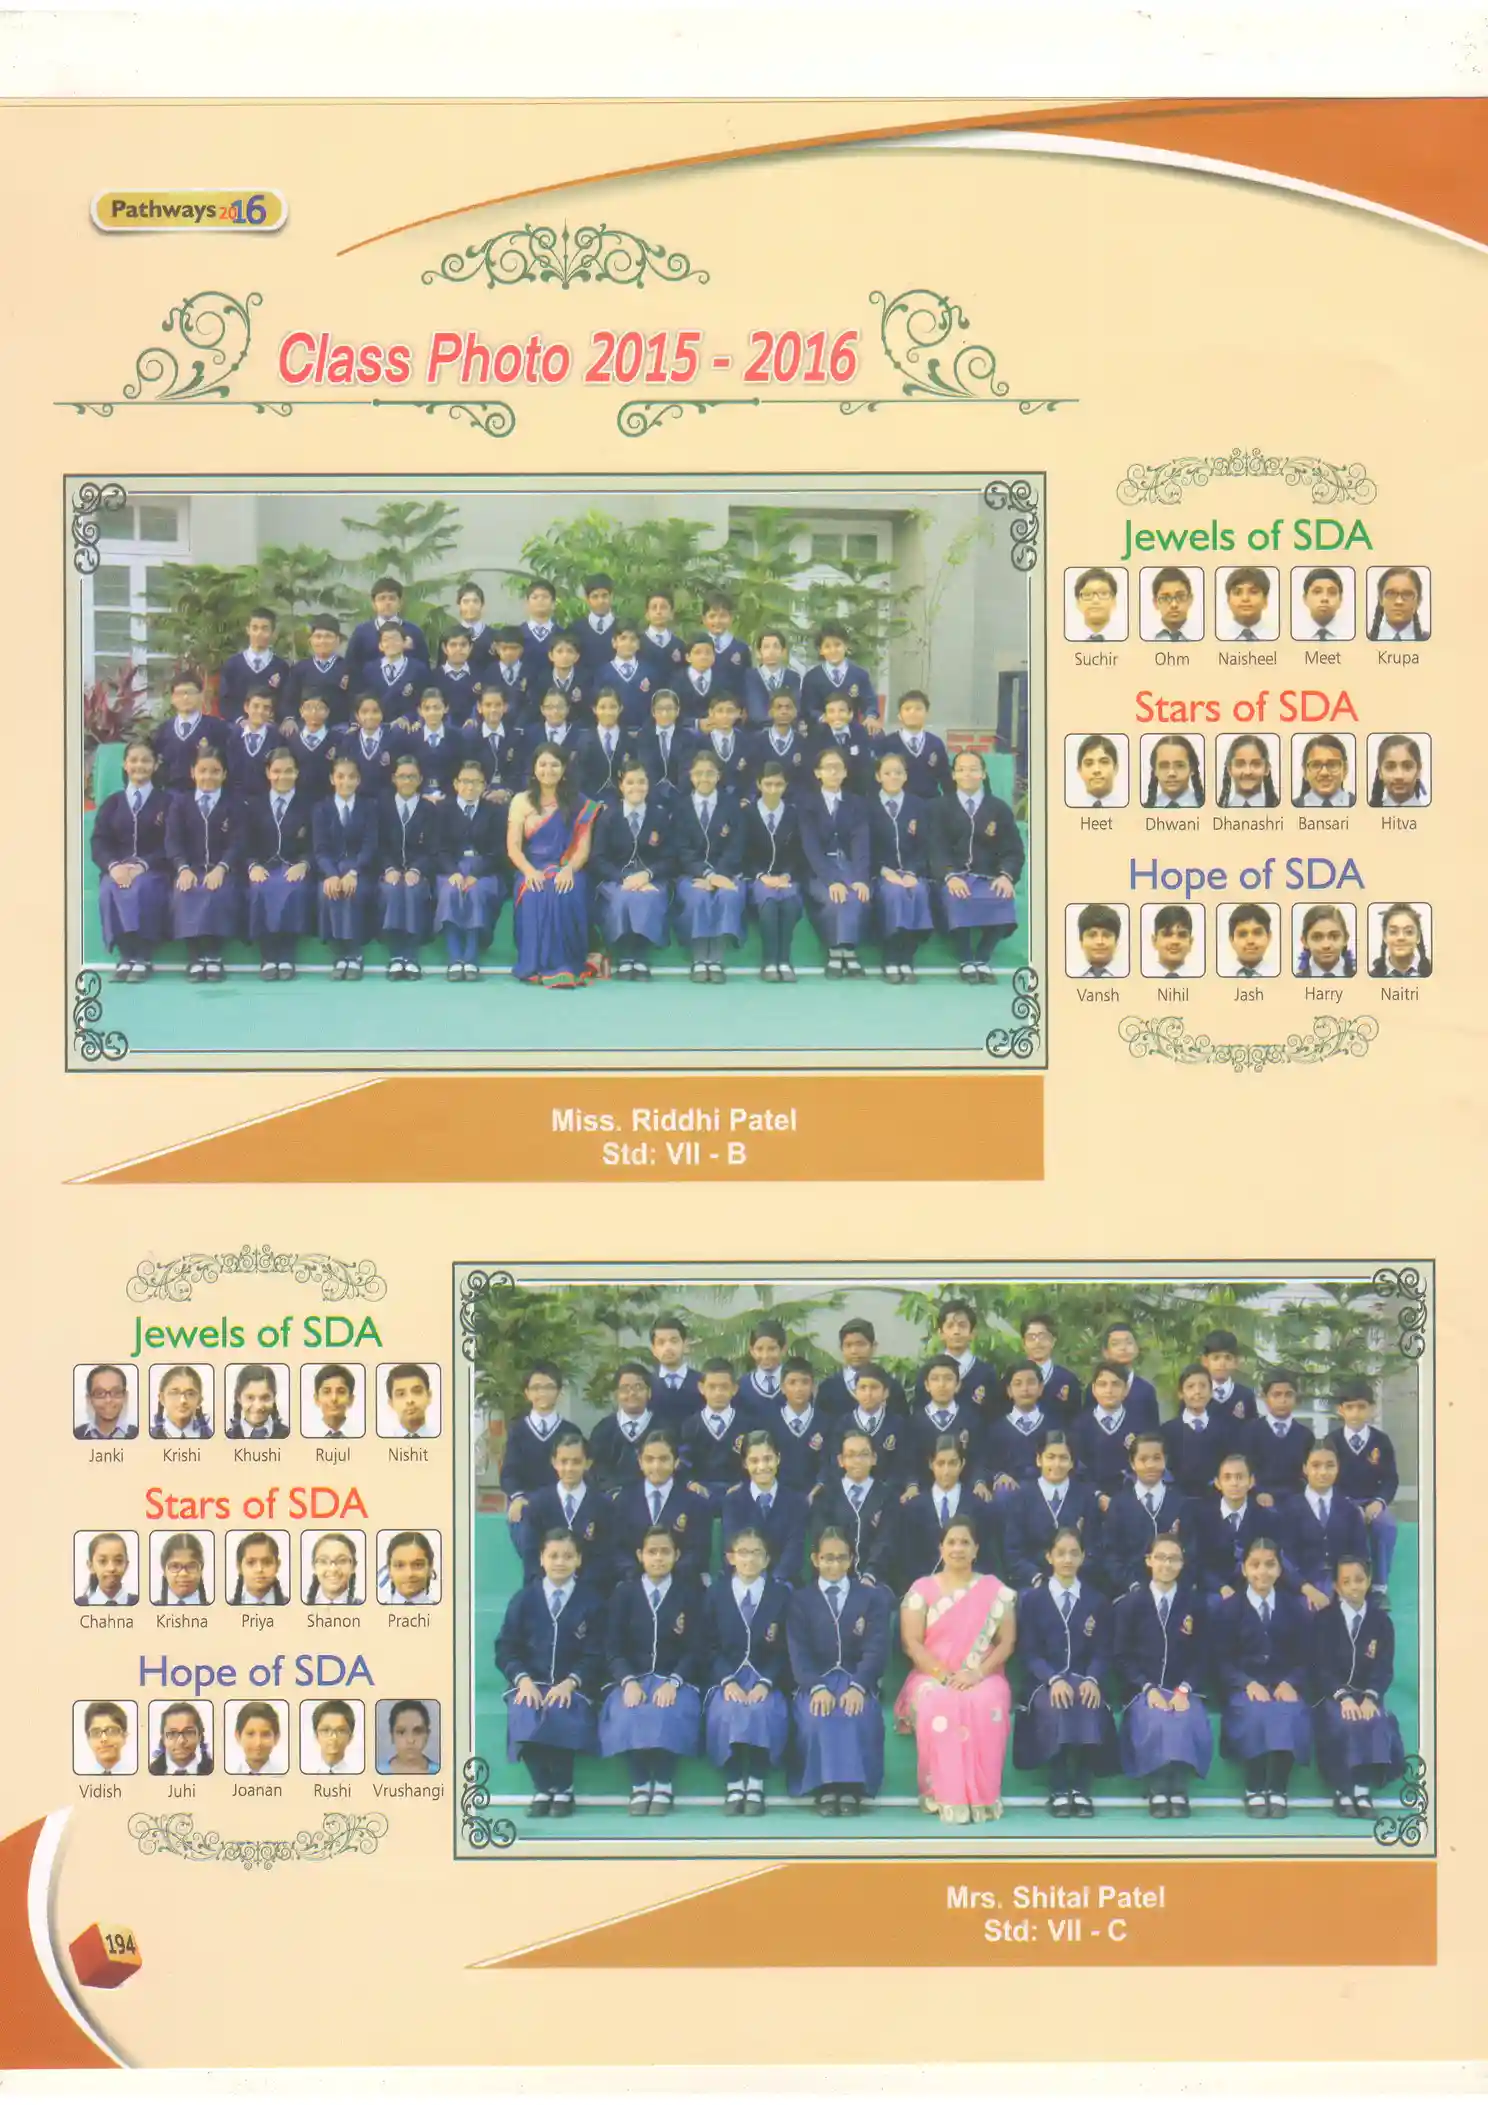 Pathways 2016
Class Photo 2015 - 2016
Jewels of SDA
Suchir Ohm Naisheel Meet Krupa
Stars of SDA
Heet Dhwani Dhanashri Bansari Hitva
Hope of SDA
Vansh Nihil Jash Harry Naitri
Miss. Riddhi Patel
Std: VII - B
Jewels of SDA
Janki Krishi Khushi Rujul Nishit
Stars of SDA
Chahna Krishna Priya Shanon Prachi
Hope of SDA
Vidish Juhi Joanan Rushi Vrushangi
Mrs. Shital Patel
Std: VII - C
194